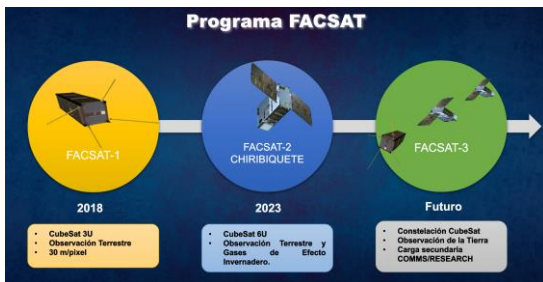 Programa FACSAT
FACSAT-1
FACSAT-2
CHIRIBIQUETE
FACSAT-3
2018
2023
Futuro
• CubeSat 3U
• Observación Terrestre
• 30 m/pixel
• CubeSat 6U
• Observación Terrestre y
Gases de Efecto
Invernadero.
• Constelación CubeSat
• Observación de la Tierra
• Carga secundaria
COMMS/RESEARCH